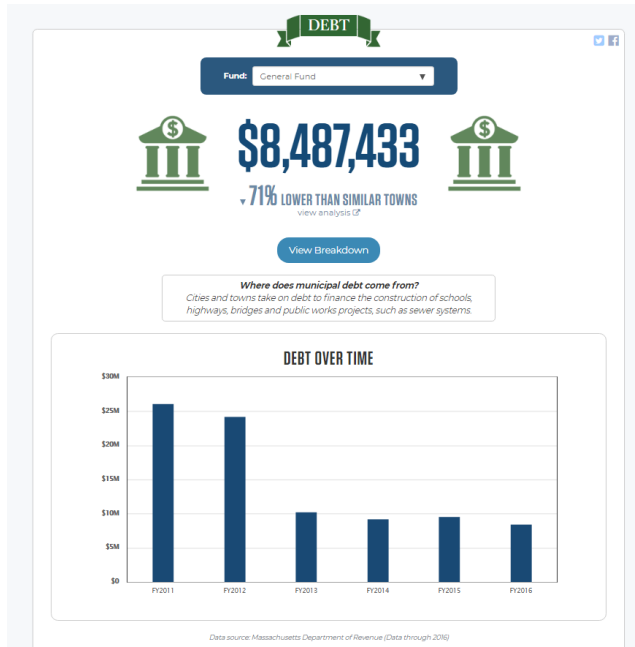 DEBT
Fund: General Fund ▼
$ $
$8,487,433
▼ 71% LOWER THAN SIMILAR TOWNS
view analysis
View Breakdown
Where does municipal debt come from?
Cities and towns take on debt to finance the construction of schools,
highways, bridges and public works projects, such as sewer systems.
DEBT OVER TIME
$30M
$25M
$20M
$15M
$10M
$5M
$0
FY2011 FY2012 FY2013 FY2014 FY2015 FY2016
Data source: Massachusetts Department of Revenue (Data through 2016)